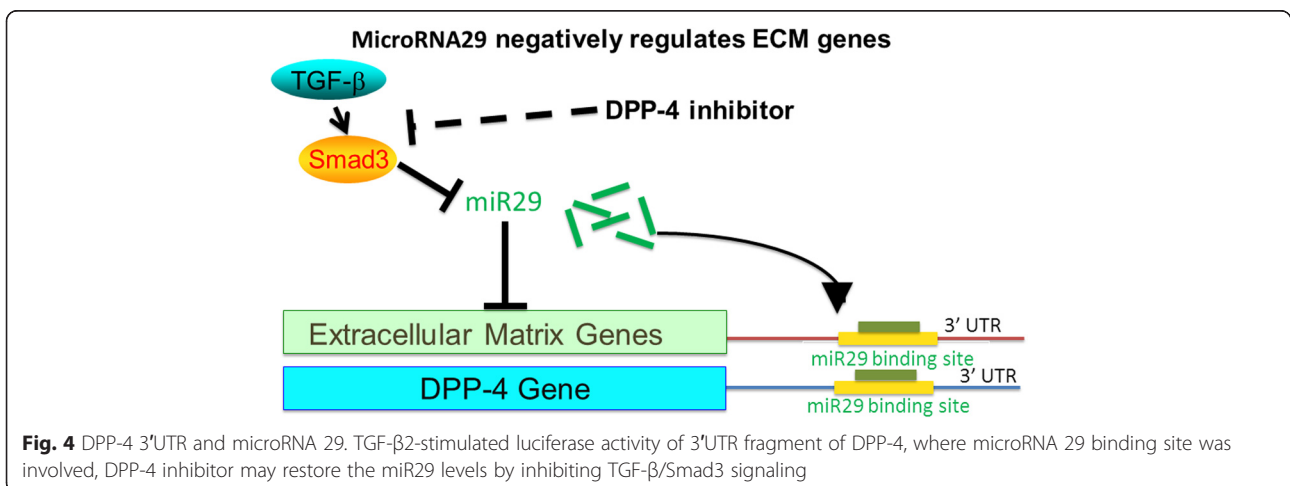 MicroRNA29 negatively regulates ECM genes
TGF-β
DPP-4 inhibitor
Smad3
miR29
Extracellular Matrix Genes
3' UTR
miR29 binding site
DPP-4 Gene
3' UTR
miR29 binding site
Fig. 4 DPP-4 3′UTR and microRNA 29. TGF-β2-stimulated luciferase activity of 3′UTR fragment of DPP-4, where microRNA 29 binding site was
involved, DPP-4 inhibitor may restore the miR29 levels by inhibiting TGF-β/Smad3 signaling